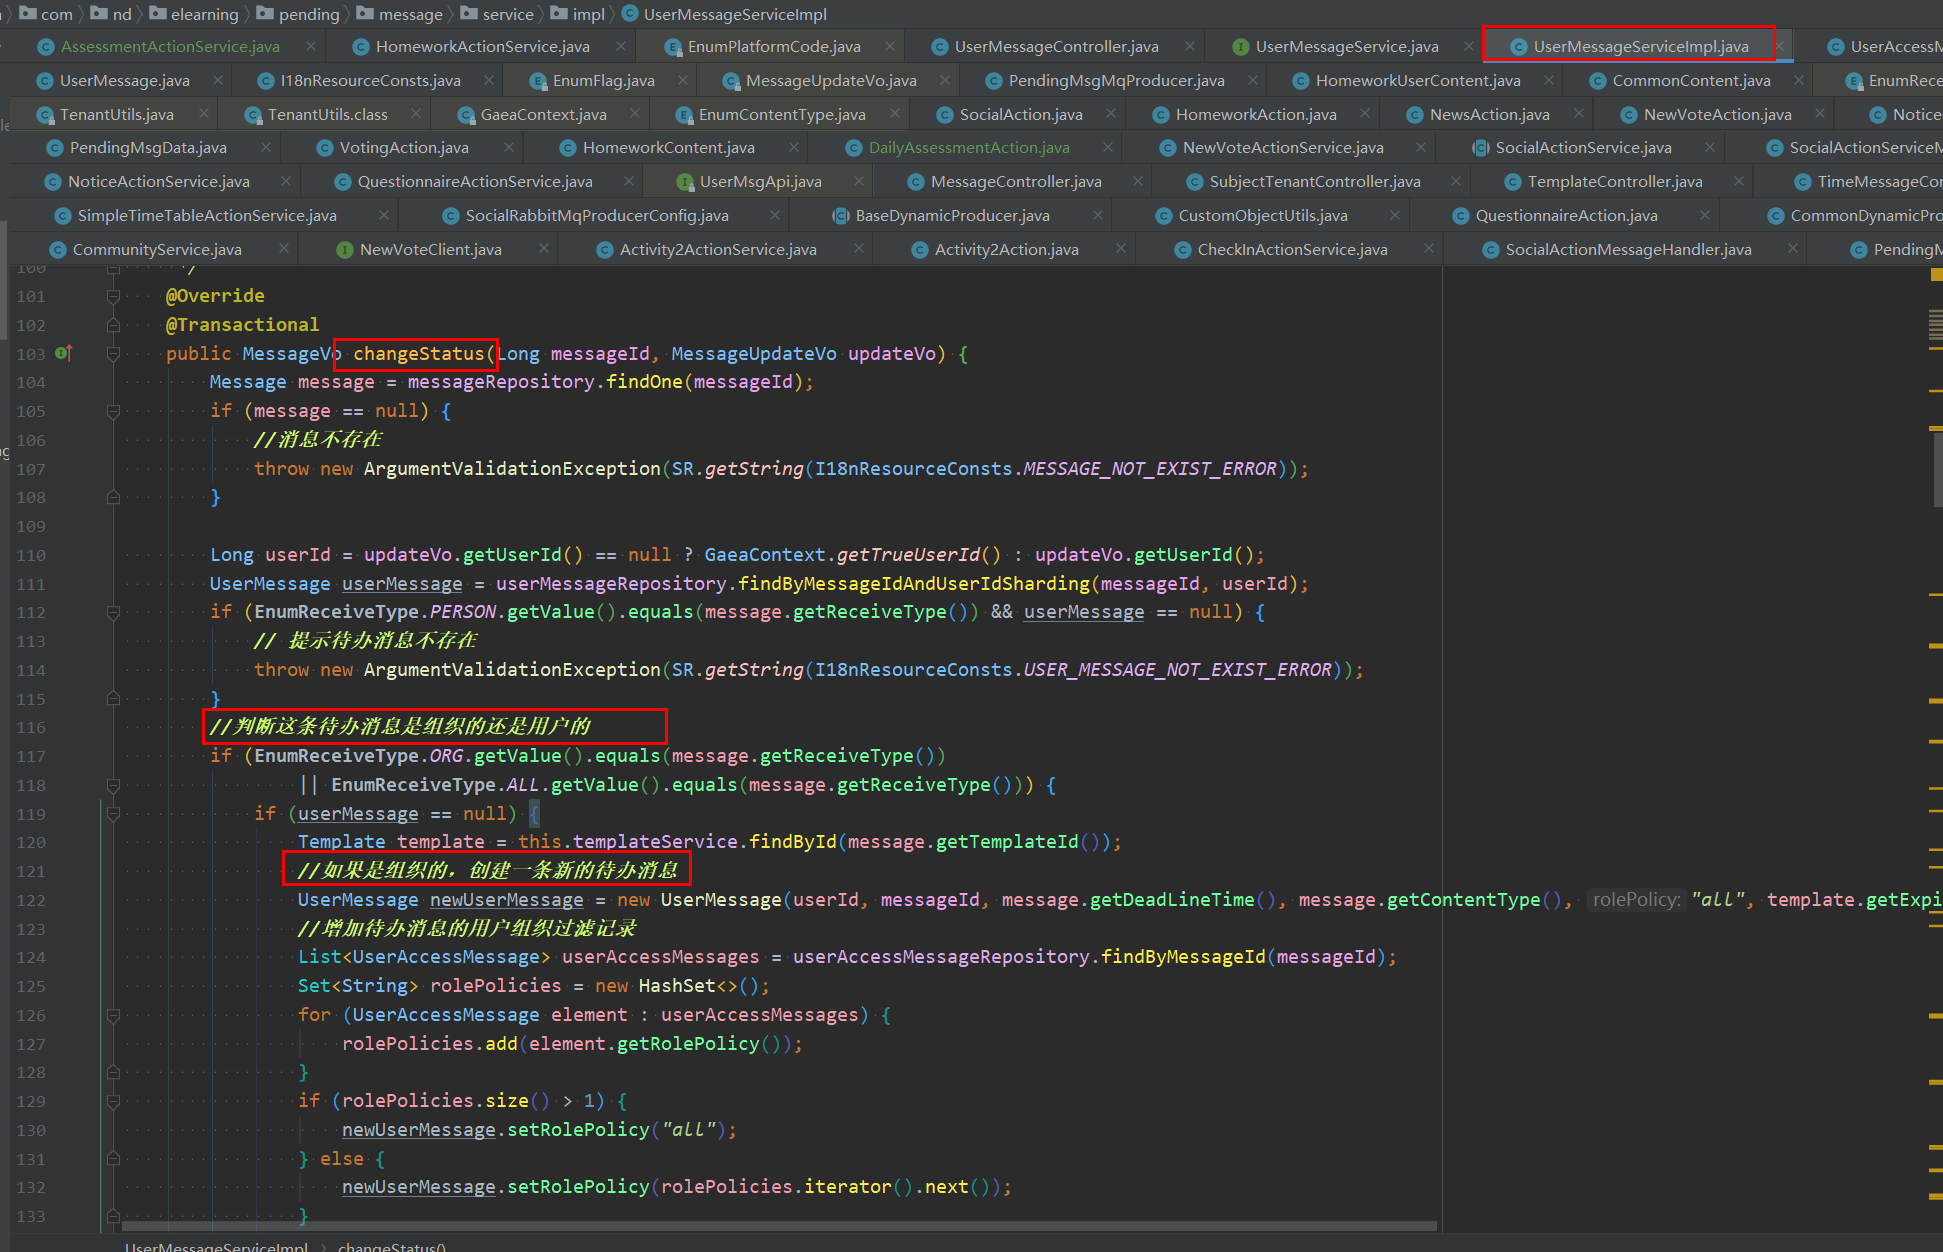 com nd elearning pending message service impl UserMessageServiceImpl
AssessmentActionService.java HomeworkActionService.java EnumPlatformCode.java UserMessageController.java UserMessageService.java UserMessageServiceImpl.java UserAccessM
UserMessage.java I18nResourceConsts.java EnumFlag.java MessageUpdateVo.java PendingMsgMqProducer.java HomeworkUserContent.java CommonContent.java EnumRece
TenantUtils.java TenantUtils.class GaeaContext.java EnumContentType.java SocialAction.java HomeworkAction.java NewsAction.java NewVoteAction.java Notice
PendingMsgData.java VotingAction.java HomeworkContent.java DailyAssessmentAction.java NewVoteActionService.java SocialActionService.java SocialActionServiceM
NoticeActionService.java QuestionnaireActionService.java UserMsgApi.java MessageController.java SubjectTenantController.java TemplateController.java TimeMessageCon
SimpleTimeTableActionService.java SocialRabbitMqProducerConfig.java BaseDynamicProducer.java CustomObjectUtils.java QuestionnaireAction.java CommonDynamicPro
CommunityService.java NewVoteClient.java Activity2ActionService.java Activity2Action.java CheckInActionService.java SocialActionMessageHandler.java PendingM
100 */
101 @Override
102 @Transactional
103 public MessageVo changeStatus(Long messageId, MessageUpdateVo updateVo) {
104 Message message = messageRepository.findOne(messageId);
105 if (message == null) {
106 //消息不存在
107 throw new ArgumentValidationException(SR.getString(I18nResourceConsts.MESSAGE_NOT_EXIST_ERROR));
108 }
109
110 Long userId = updateVo.getUserId() == null ? GaeaContext.getTrueUserId() : updateVo.getUserId();
111 UserMessage userMessage = userMessageRepository.findByMessageIdAndUserIdSharding(messageId, userId);
112 if (EnumReceiveType.PERSON.getValue().equals(message.getReceiveType()) && userMessage == null) {
113 // 提示待办消息不存在
114 throw new ArgumentValidationException(SR.getString(I18nResourceConsts.USER_MESSAGE_NOT_EXIST_ERROR));
115 }
116 //判断这条待办消息是组织的还是用户的
117 if (EnumReceiveType.ORG.getValue().equals(message.getReceiveType())
118 || EnumReceiveType.ALL.getValue().equals(message.getReceiveType())) {
119 if (userMessage == null) {
120 Template template = this.templateService.findById(message.getTemplateId());
121 //如果是组织的，创建一条新的待办消息
122 UserMessage newUserMessage = new UserMessage(userId, messageId, message.getDeadLineTime(), message.getContentType(), rolePolicy: "all", template.getExpi
123 //增加待办消息的用户组织过滤记录
124 List<UserAccessMessage> userAccessMessages = userAccessMessageRepository.findByMessageId(messageId);
125 Set<String> rolePolicies = new HashSet<>();
126 for (UserAccessMessage element : userAccessMessages) {
127 rolePolicies.add(element.getRolePolicy());
128 }
129 if (rolePolicies.size() > 1) {
130 newUserMessage.setRolePolicy("all");
131 } else {
132 newUserMessage.setRolePolicy(rolePolicies.iterator().next());
133 }
UserMessageServiceImpl changeStatus()